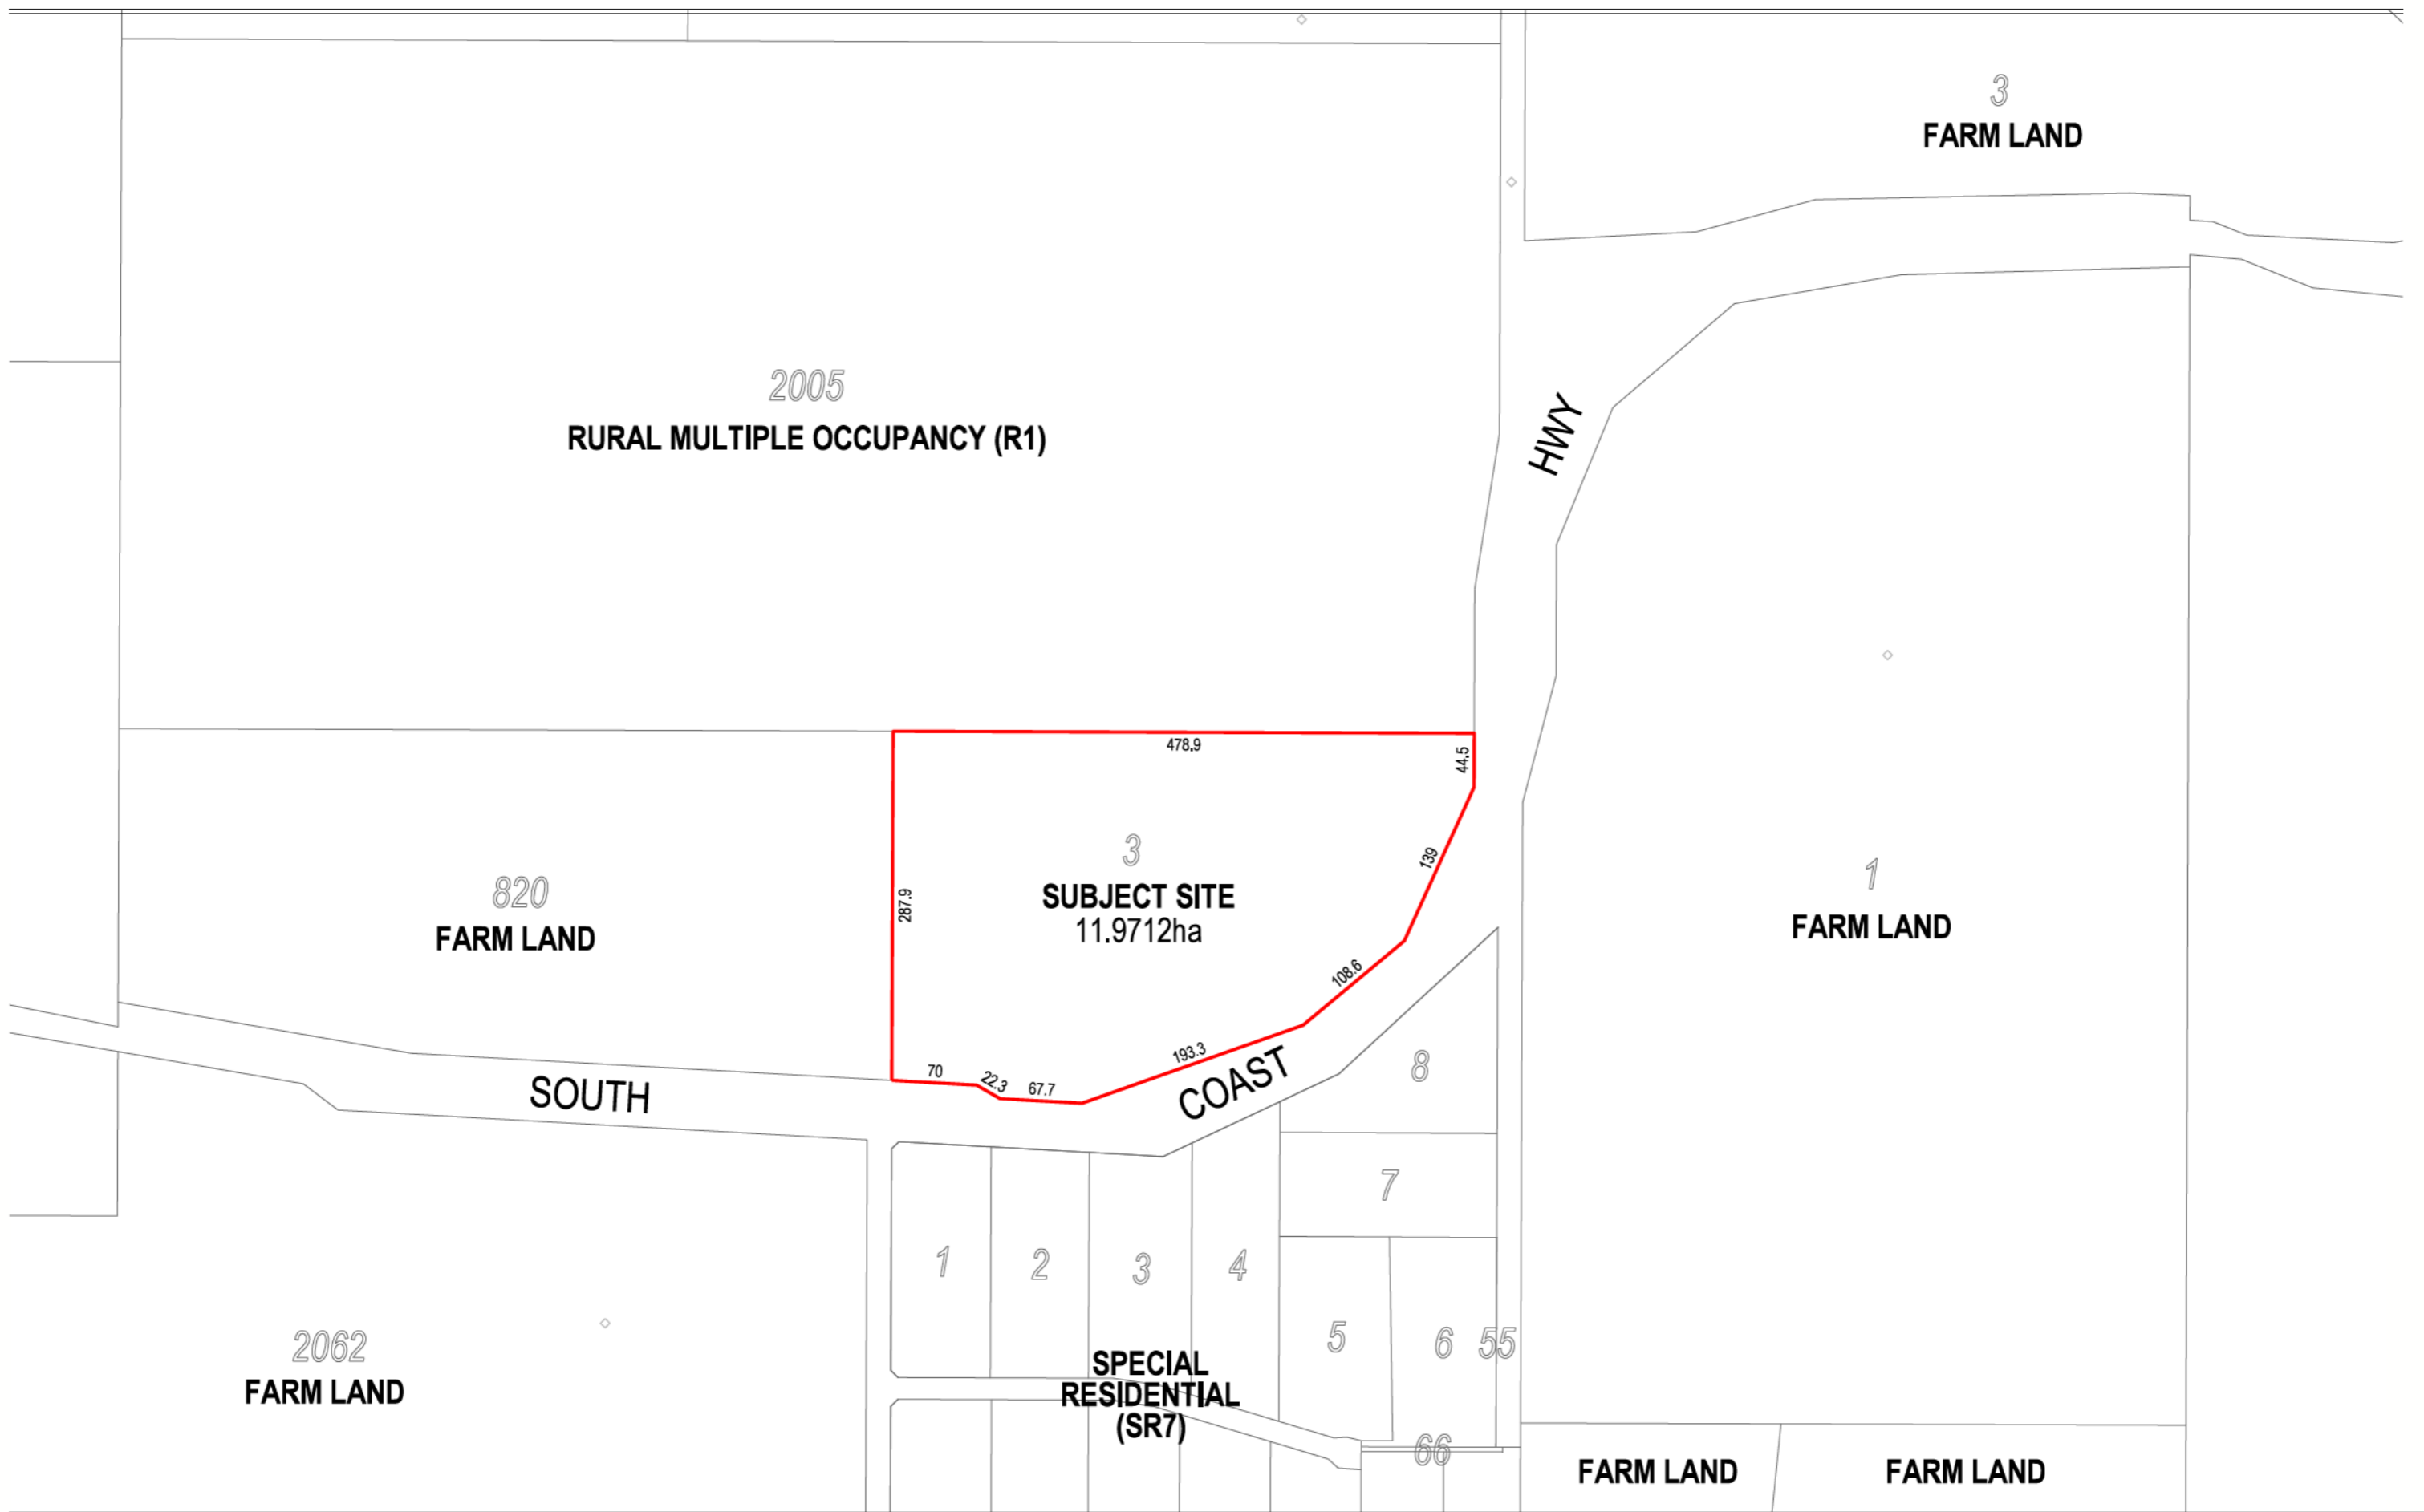 3
FARM LAND
2005
RURAL MULTIPLE OCCUPANCY (R1)
HWY
478.9
44.5
287.9
139
3
SUBJECT SITE
11.9712ha
820
FARM LAND
1
FARM LAND
108.6
193.3
70
22.3
67.7
SOUTH
COAST
8
7
1
2
3
4
5
6
55
2062
FARM LAND
SPECIAL
RESIDENTIAL
(SR7)
66
FARM LAND
FARM LAND